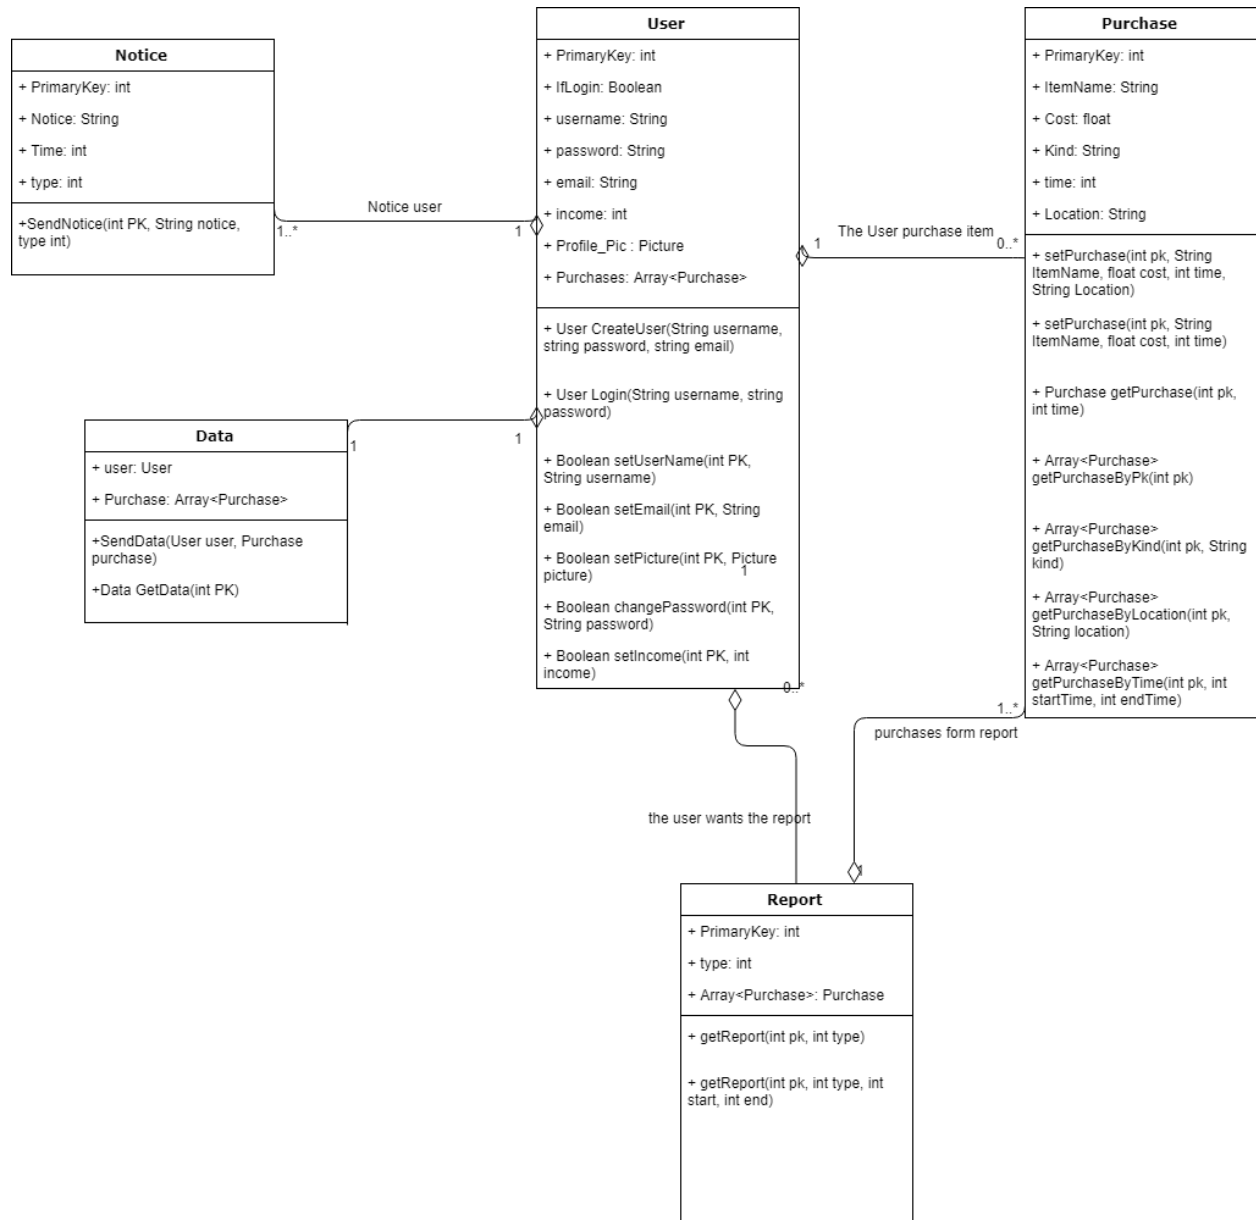 Notice
+ PrimaryKey: int
+ Notice: String
+ Time: int
+ type: int
+SendNotice(int PK, String notice,
type int)
Notice user
1..*
1
User
+ PrimaryKey: int
+ IfLogin: Boolean
+ username: String
+ password: String
+ email: String
+ income: int
+ Profile_Pic : Picture
+ Purchases: Array<Purchase>
+ User CreateUser(String username,
string password, string email)
+ User Login(String username, string
password)
+ Boolean setUserName(int PK,
String username)
+ Boolean setEmail(int PK, String
email)
+ Boolean setPicture(int PK, Picture
picture)
1
+ Boolean changePassword(int PK,
String password)
+ Boolean setIncome(int PK, int
income)
0..*
The User purchase item
1
0..*
Purchase
+ PrimaryKey: int
+ ItemName: String
+ Cost: float
+ Kind: String
+ time: int
+ Location: String
+ setPurchase(int pk, String
ItemName, float cost, int time,
String Location)
+ setPurchase(int pk, String
ItemName, float cost, int time)
+ Purchase getPurchase(int pk,
int time)
+ Array<Purchase>
getPurchaseByPk(int pk)
+ Array<Purchase>
getPurchaseByKind(int pk, String
kind)
+ Array<Purchase>
getPurchaseByLocation(int pk,
String location)
+ Array<Purchase>
getPurchaseByTime(int pk, int
startTime, int endTime)
Data
+ user: User
+ Purchase: Array<Purchase>
+SendData(User user, Purchase
purchase)
+Data GetData(int PK)
1
1
1..*
purchases form report
the user wants the report
1
Report
+ PrimaryKey: int
+ type: int
+ Array<Purchase>: Purchase
+ getReport(int pk, int type)
+ getReport(int pk, int type, int
start, int end)